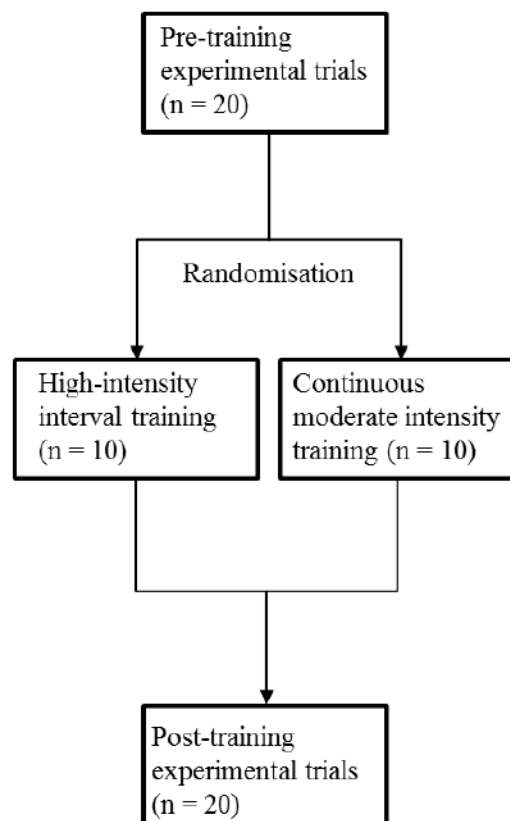 Pre-training
experimental trials
(n = 20)
Randomisation
High-intensity
interval training
(n = 10)
Continuous
moderate intensity
training (n = 10)
Post-training
experimental trials
(n = 20)